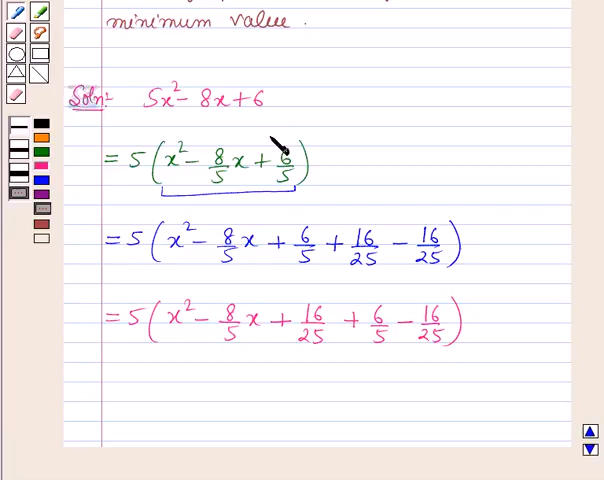 minimum value.
Soln:- 5x² - 8x + 6
= 5 (x² - 8/5 x + 6/5)
= 5 (x² - 8/5 x + 6/5 + 16/25 - 16/25)
= 5 (x² - 8/5 x + 16/25 + 6/5 - 16/25)